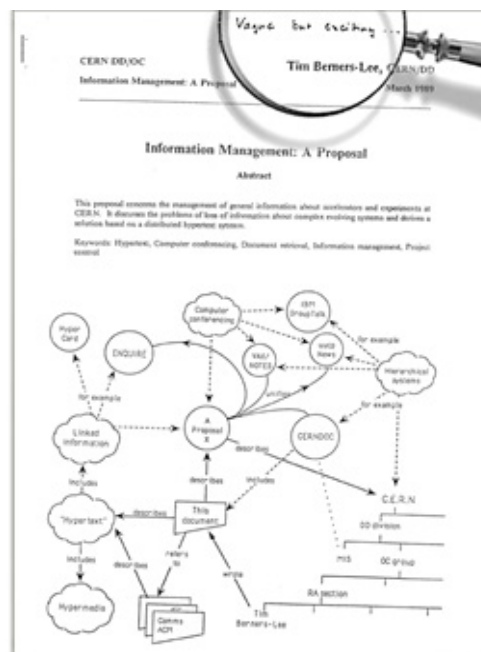 Vague but exciting ...
CERN DD/OC
Tim Berners-Lee, CERN/DD
Information Management: A Proposal
March 1989
Information Management: A Proposal
Abstract
This proposal concerns the management of general information about accelerators and experiments at
CERN. It discusses the problems of loss of information about complex evolving systems and derives a
solution based on a distributed hypertext system.
Keywords: Hypertext, Computer conferencing, Document retrieval, Information management, Project
control
IBM
GroupTalk
Computer
conferencing
Hyper
Card
ENQUIRE
VAX/
NOTES
uucp
News
for example
Hierarchical
systems
for example
unifies
for example
A
Proposal
X
CERNDOC
Linked
information
describes
includes
describes
includes
C.E.R.N
DD division
"Hypertext"
describes
This
document
includes
refers
to
describes
wrote
MIS
OC group
RA section
Hypermedia
Comms
ACM
Tim
Berners-Lee